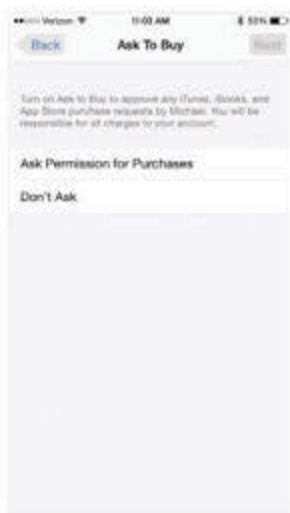 Verizon 11:00 AM
Back Ask To Buy Next
Turn on Ask to Buy to approve any iTunes, iBooks, and
App Store purchase requests by Michael. You will be
responsible for all charges to your account.
Ask Permission for Purchases
Don't Ask